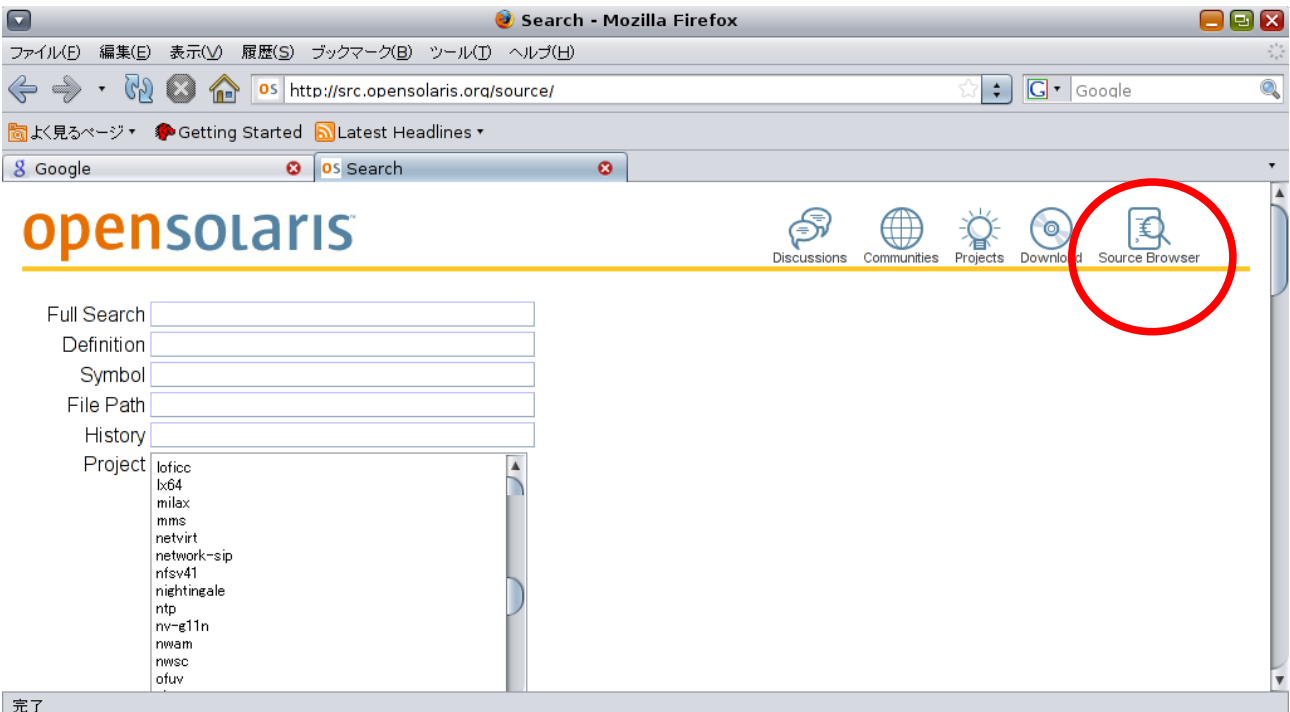 Search - Mozilla Firefox
ファイル(F) 編集(E) 表示(V) 履歴(S) ブックマーク(B) ツール(T) ヘルプ(H)
OS http://src.opensolaris.org/source/ G Google
よく見るページ Getting Started Latest Headlines
Google OS Search
opensolaris
Discussions Communities Projects Download Source Browser
Full Search
Definition
Symbol
File Path
History
Project
loficc
lx64
milax
mms
netvirt
network-sip
nfsv41
nightingale
ntp
nv-g11n
nwam
nwsc
ofuv
完了